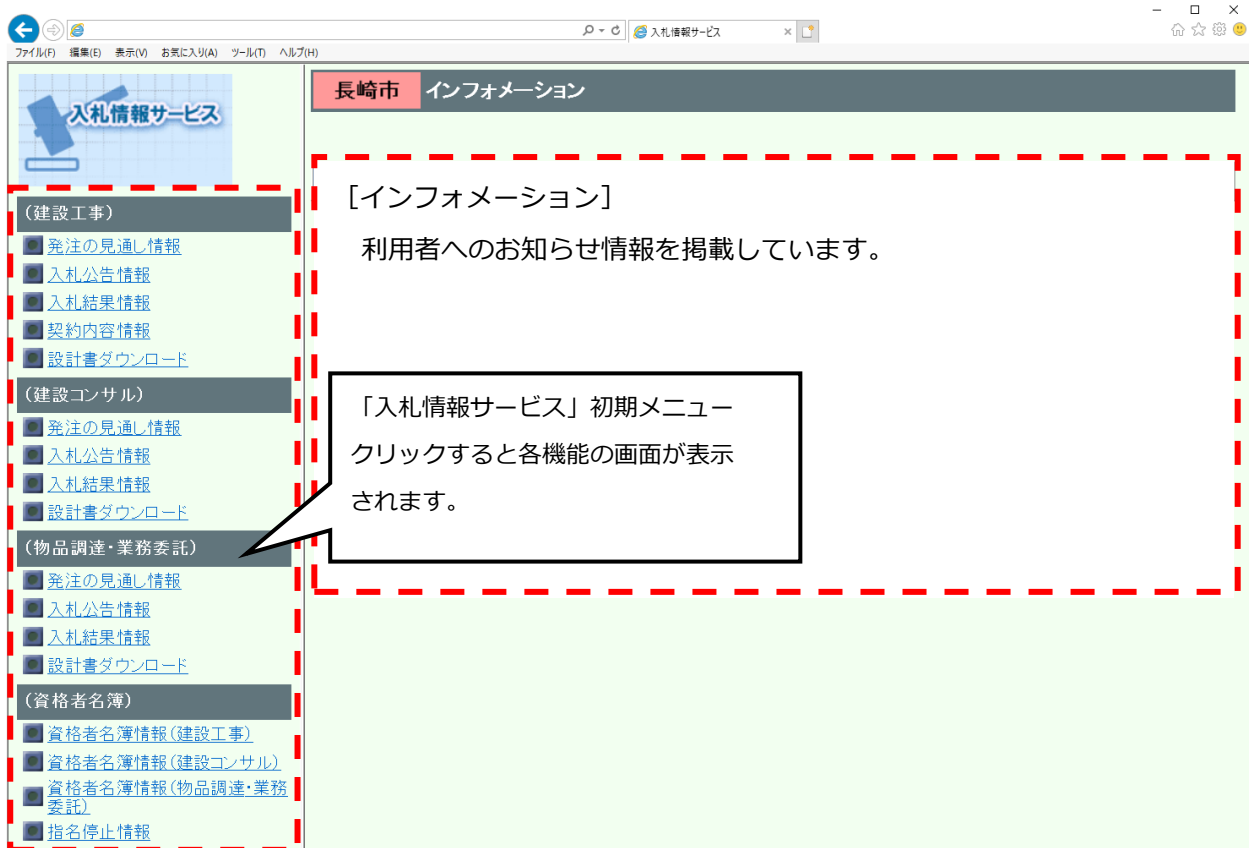 入札情報サービス
ファイル(F) 編集(E) 表示(V) お気に入り(A) ツール(T) ヘルプ(H)
入札情報サービス
長崎市 インフォメーション
(建設工事)
発注の見通し情報
入札公告情報
入札結果情報
契約内容情報
設計書ダウンロード
(建設コンサル)
発注の見通し情報
入札公告情報
入札結果情報
設計書ダウンロード
(物品調達・業務委託)
発注の見通し情報
入札公告情報
入札結果情報
設計書ダウンロード
(資格者名簿)
資格者名簿情報(建設工事)
資格者名簿情報(建設コンサル)
資格者名簿情報(物品調達・業務
委託)
指名停止情報
[インフォメーション]
利用者へのお知らせ情報を掲載しています。
「入札情報サービス」初期メニュー
クリックすると各機能の画面が表示
されます。